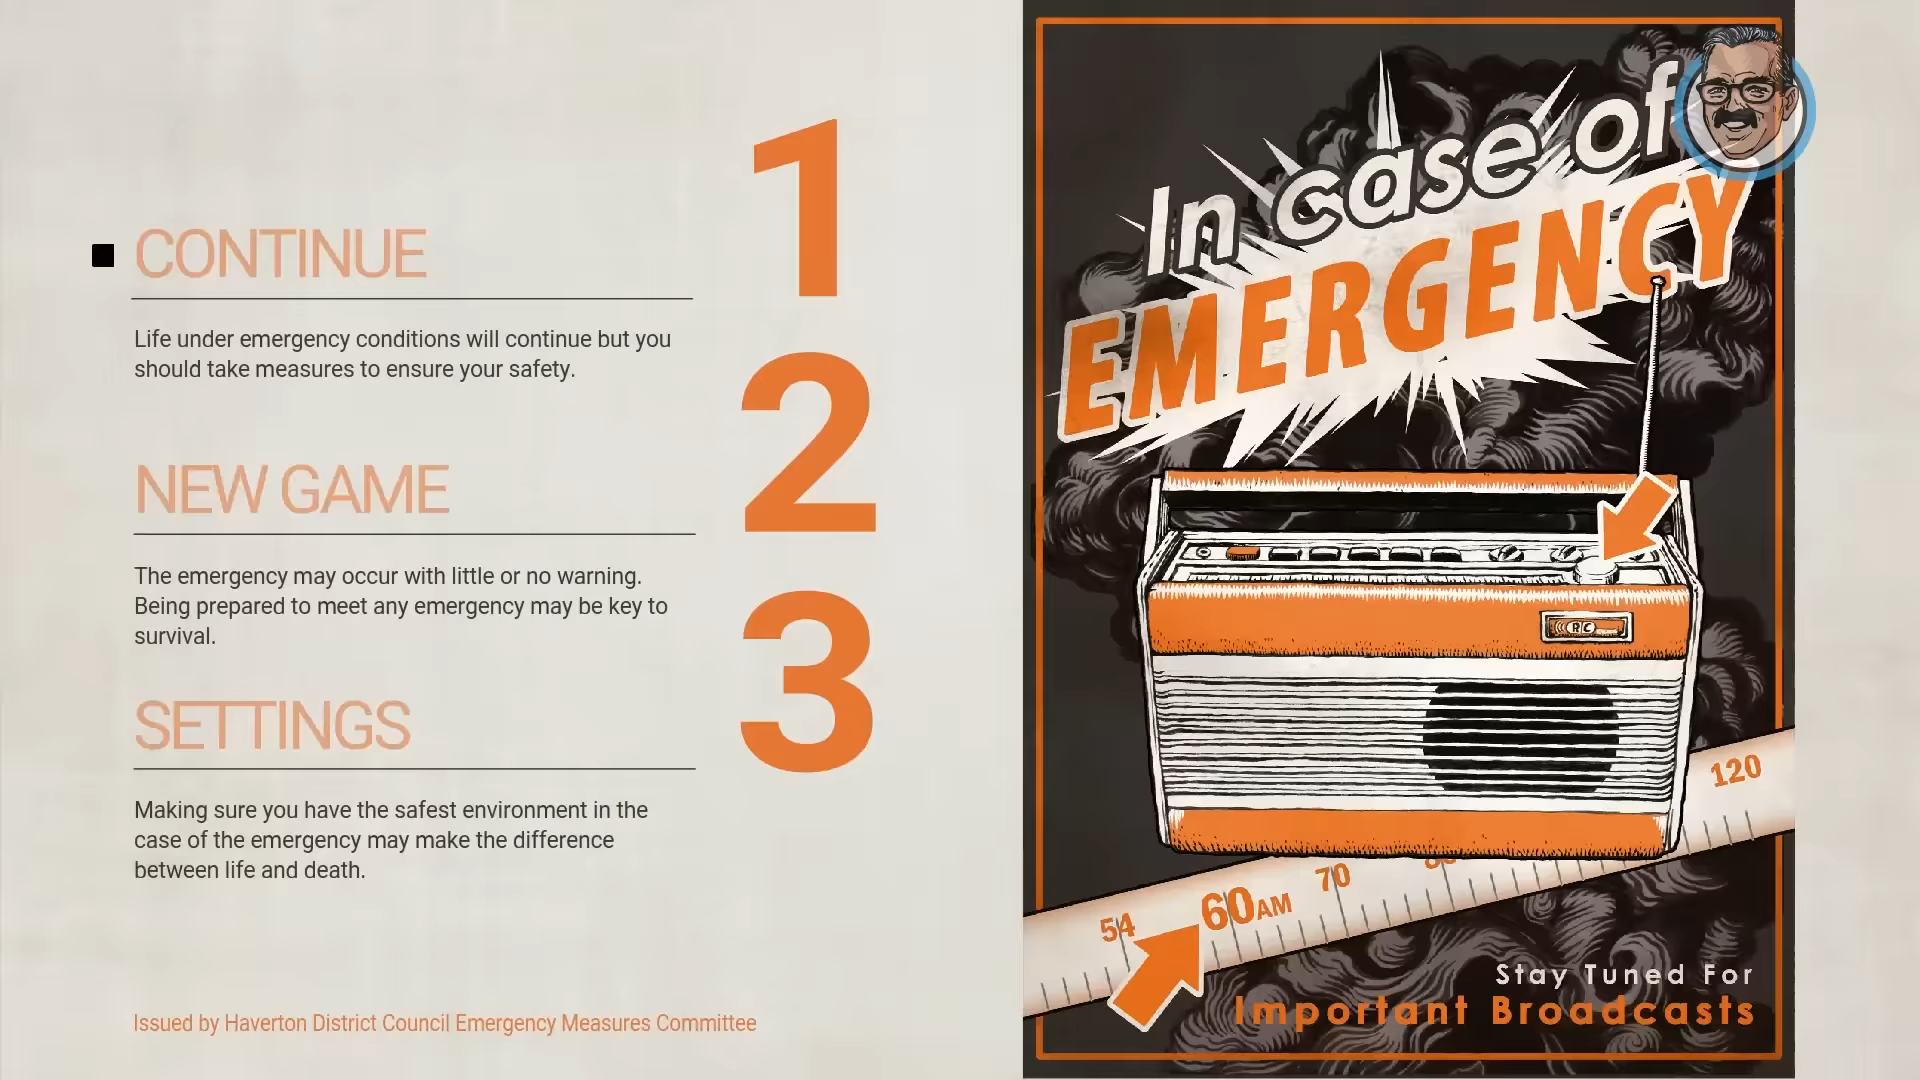 CONTINUE
1
Life under emergency conditions will continue but you
should take measures to ensure your safety.
NEW GAME
2
The emergency may occur with little or no warning.
Being prepared to meet any emergency may be key to
survival.
SETTINGS
3
Making sure you have the safest environment in the
case of the emergency may make the difference
between life and death.
Issued by Haverton District Council Emergency Measures Committee
In case of
EMERGENCY
RC
120
54 60AM 70
Stay Tuned For
Important Broadcasts